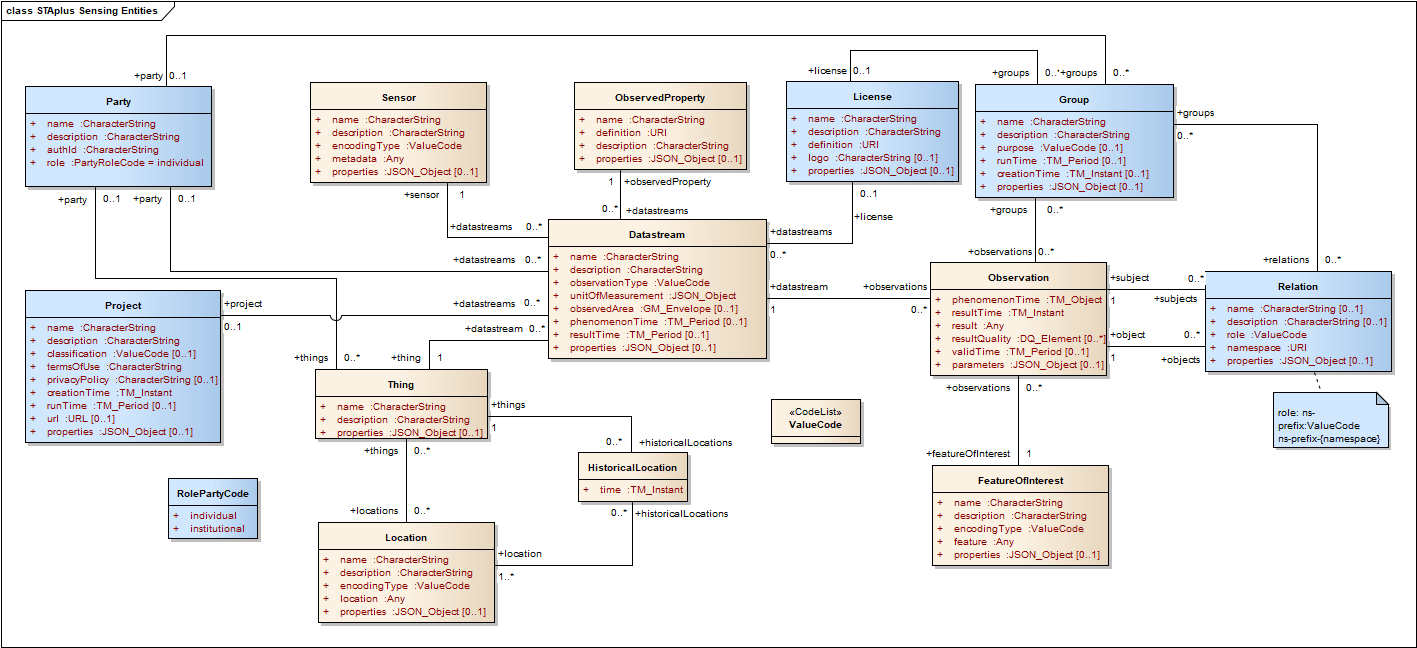 class STAplus Sensing Entities
+party 0..1
+license 0..1
+groups 0..*
+groups 0..*
Party
+ name :CharacterString
+ description :CharacterString
+ authId :CharacterString
+ role :PartyRoleCode = individual
+party 0..1
+party 0..1
Sensor
+ name :CharacterString
+ description :CharacterString
+ encodingType :ValueCode
+ metadata :Any
+ properties :JSON_Object [0..1]
+sensor 1
+datastreams 0..*
ObservedProperty
+ name :CharacterString
+ definition :URI
+ description :CharacterString
+ properties :JSON_Object [0..1]
1 +observedProperty
0..* +datastreams
License
+ name :CharacterString
+ description :CharacterString
+ definition :URI
+ logo :CharacterString [0..1]
+ properties :JSON_Object [0..1]
0..1
+license
+datastreams
0..*
Group
+ name :CharacterString
+ description :CharacterString
+ purpose :ValueCode [0..1]
+ runTime :TM_Period [0..1]
+ creationTime :TM_Instant [0..1]
+ properties :JSON_Object [0..1]
+groups
0..*
+groups 0..*
+observations 0..*
+relations 0..*
Datastream
+ name :CharacterString
+ description :CharacterString
+ observationType :ValueCode
+ unitOfMeasurement :JSON_Object
+ observedArea :GM_Envelope [0..1]
+ phenomenonTime :TM_Period [0..1]
+ resultTime :TM_Period [0..1]
+ properties :JSON_Object [0..1]
+datastreams 0..*
+datastreams 0..*
+datastream 0..*
+datastream
1
+observations
0..*
Observation
+ phenomenonTime :TM_Object
+ resultTime :TM_Instant
+ result :Any
+ resultQuality :DQ_Element [0..*]
+ validTime :TM_Period [0..1]
+ parameters :JSON_Object [0..1]
+subject 0..*
1 +subjects
+object 0..*
1 +objects
Relation
+ name :CharacterString [0..1]
+ description :CharacterString [0..1]
+ role :ValueCode
+ namespace :URI
+ properties :JSON_Object [0..1]
role: ns-
prefix:ValueCode
ns-prefix-{namespace}
Project
+ name :CharacterString
+ description :CharacterString
+ classification :ValueCode [0..1]
+ termsOfUse :CharacterString
+ privacyPolicy :CharacterString [0..1]
+ creationTime :TM_Instant
+ runTime :TM_Period [0..1]
+ url :URL [0..1]
+ properties :JSON_Object [0..1]
+project
0..1
+things 0..*
+thing 1
Thing
+ name :CharacterString
+ description :CharacterString
+ properties :JSON_Object [0..1]
+things
1
0..* +historicalLocations
+things 0..*
+locations 0..*
HistoricalLocation
+ time :TM_Instant
0..* +historicalLocations
«CodeList»
ValueCode
+observations 0..*
+featureOfInterest 1
FeatureOfInterest
+ name :CharacterString
+ description :CharacterString
+ encodingType :ValueCode
+ feature :Any
+ properties :JSON_Object [0..1]
RolePartyCode
+ individual
+ institutional
Location
+ name :CharacterString
+ description :CharacterString
+ encodingType :ValueCode
+ location :Any
+ properties :JSON_Object [0..1]
+location
1..*